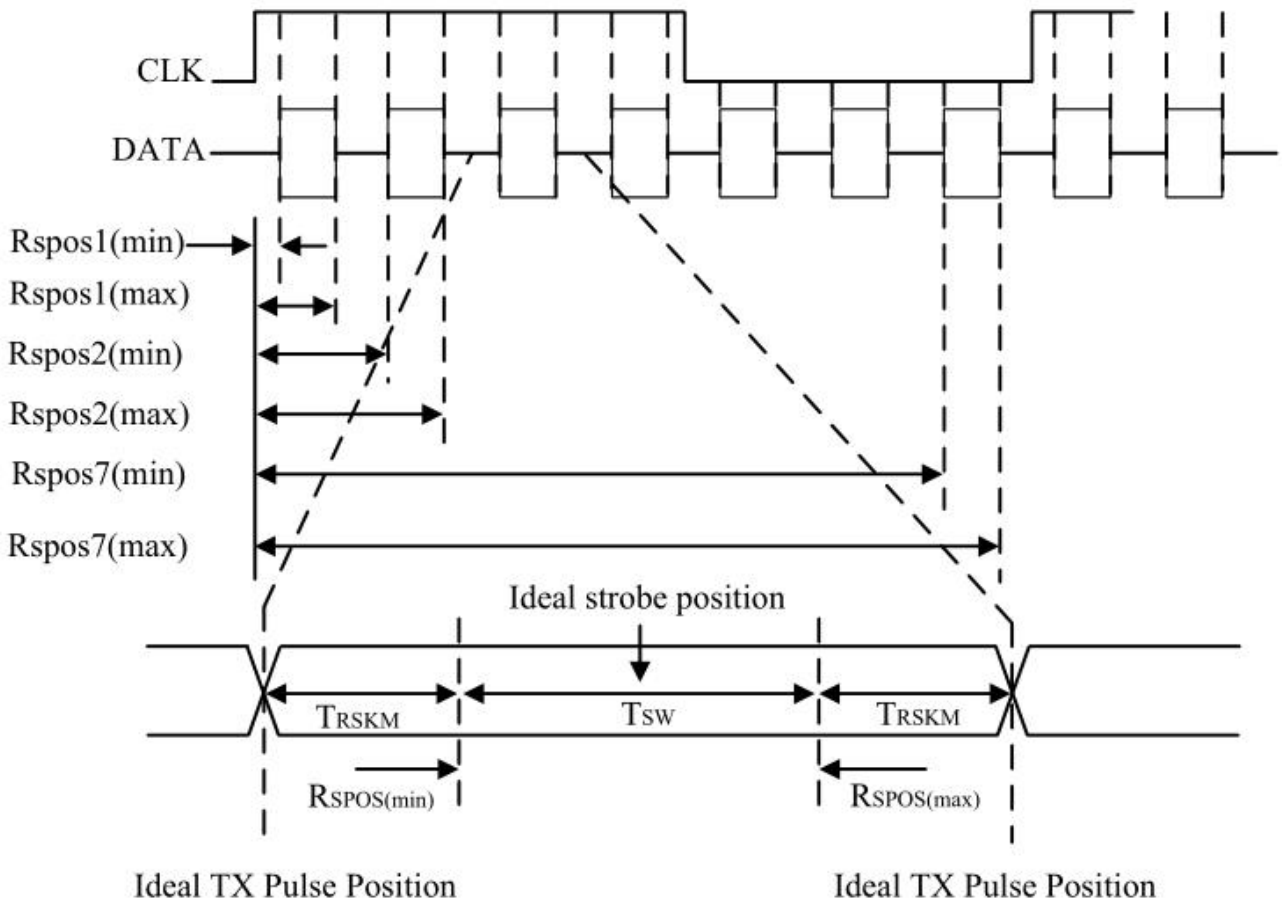 CLK
DATA
Rspos1(min)
Rspos1(max)
Rspos2(min)
Rspos2(max)
Rspos7(min)
Rspos7(max)
Ideal strobe position
TRSKM TSW TRSKM
RSPOS(min) RSPOS(max)
Ideal TX Pulse Position Ideal TX Pulse Position